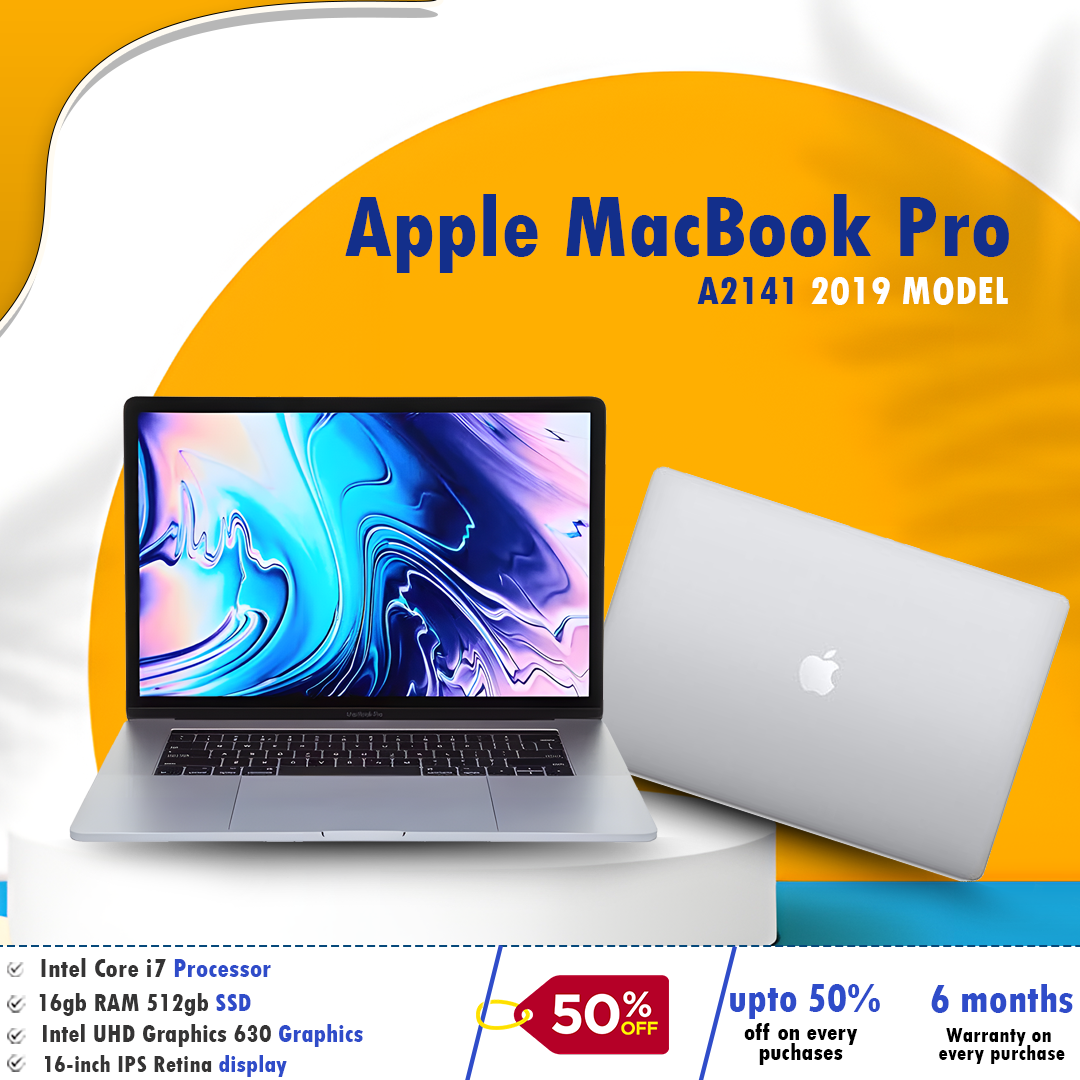 Apple MacBook Pro
A2141 2019 MODEL
MacBook Pro
Intel Core i7 Processor
16gb RAM 512gb SSD
Intel UHD Graphics 630 Graphics
16-inch IPS Retina display
50% OFF
upto 50%
off on every
puchases
6 months
Warranty on
every purchase